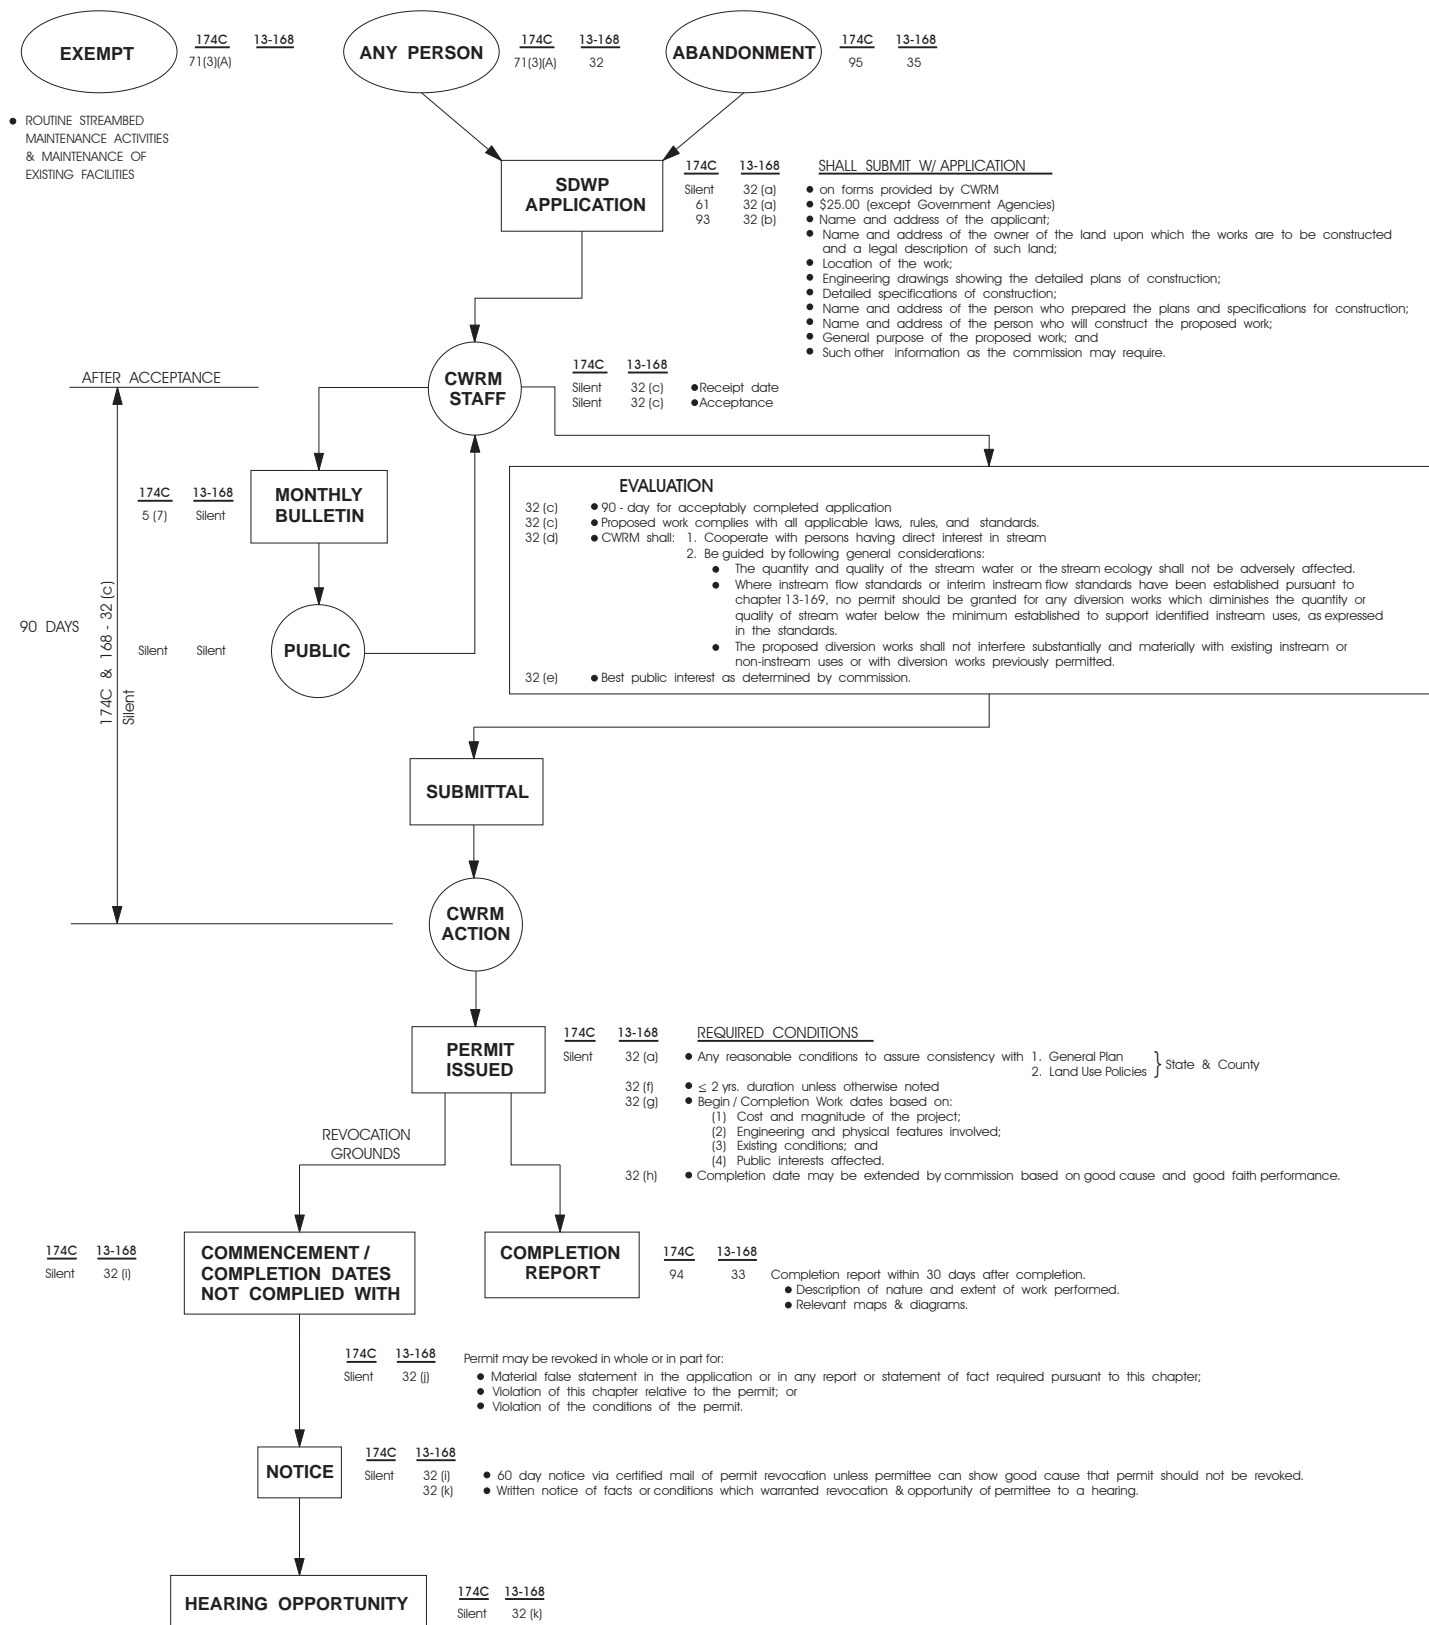 EXEMPT
174C 13-168
71(3)(A)
ANY PERSON
174C 13-168
71(3)(A) 32
ABANDONMENT
174C 13-168
95 35
● ROUTINE STREAMBED
MAINTENANCE ACTIVITIES
& MAINTENANCE OF
EXISTING FACILITIES
SDWP
APPLICATION
174C 13-168 SHALL SUBMIT W/ APPLICATION
Silent 32 (a) ● on forms provided by CWRM
61 32 (a) ● $25.00 (except Government Agencies)
93 32 (b) ● Name and address of the applicant;
● Name and address of the owner of the land upon which the works are to be constructed
and a legal description of such land;
● Location of the work;
● Engineering drawings showing the detailed plans of construction;
● Detailed specifications of construction;
● Name and address of the person who prepared the plans and specifications for construction;
● Name and address of the person who will construct the proposed work;
● General purpose of the proposed work; and
● Such other information as the commission may require.
AFTER ACCEPTANCE
CWRM
STAFF
174C 13-168
Silent 32 (c) ● Receipt date
Silent 32 (c) ● Acceptance
174C 13-168
5 (7) Silent
MONTHLY
BULLETIN
90 DAYS
174C & 168 - 32 (c)
Silent
Silent Silent
PUBLIC
EVALUATION
32 (c) ● 90 - day for acceptably completed application
32 (c) ● Proposed work complies with all applicable laws, rules, and standards.
32 (d) ● CWRM shall: 1. Cooperate with persons having direct interest in stream
2. Be guided by following general considerations:
● The quantity and quality of the stream water or the stream ecology shall not be adversely affected.
● Where instream flow standards or interim instream flow standards have been established pursuant to
chapter 13-169, no permit should be granted for any diversion works which diminishes the quantity or
quality of stream water below the minimum established to support identified instream uses, as expressed
in the standards.
● The proposed diversion works shall not interfere substantially and materially with existing instream or
non-instream uses or with diversion works previously permitted.
32 (e) ● Best public interest as determined by commission.
SUBMITTAL
CWRM
ACTION
PERMIT
ISSUED
174C 13-168 REQUIRED CONDITIONS
Silent 32 (a) ● Any reasonable conditions to assure consistency with 1. General Plan
2. Land Use Policies } State & County
32 (f) ● ≤ 2 yrs. duration unless otherwise noted
32 (g) ● Begin / Completion Work dates based on:
(1) Cost and magnitude of the project;
(2) Engineering and physical features involved;
(3) Existing conditions; and
(4) Public interests affected.
32 (h) ● Completion date may be extended by commission based on good cause and good faith performance.
REVOCATION
GROUNDS
174C 13-168
Silent 32 (i)
COMMENCEMENT /
COMPLETION DATES
NOT COMPLIED WITH
COMPLETION
REPORT
174C 13-168
94 33 Completion report within 30 days after completion.
● Description of nature and extent of work performed.
● Relevant maps & diagrams.
174C 13-168 Permit may be revoked in whole or in part for:
Slient 32 (j) ● Material false statement in the application or in any report or statement of fact required pursuant to this chapter;
● Violation of this chapter relative to the permit; or
● Violation of the conditions of the permit.
NOTICE
174C 13-168
Silent 32 (i) ● 60 day notice via certified mail of permit revocation unless permittee can show good cause that permit should not be revoked.
32 (k) ● Written notice of facts or conditions which warranted revocation & opportunity of permittee to a hearing.
HEARING OPPORTUNITY
174C 13-168
Silent 32 (k)